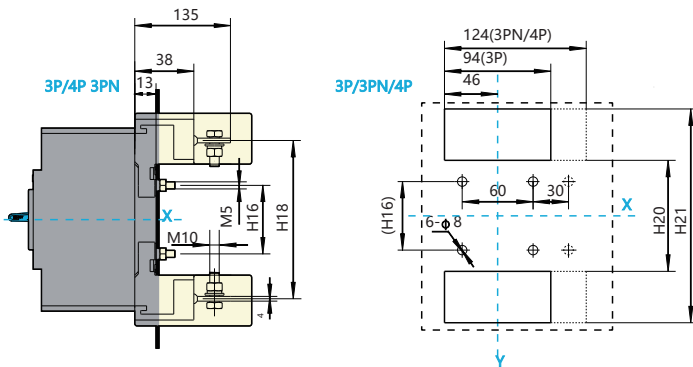 135
38
13
3P/4P 3PN
X
M5
H16
H18
M10
4
124(3PN/4P)
94(3P)
46
3P/3PN/4P
60
30
X
(H16)
6-ϕ8
H20
H21
Y